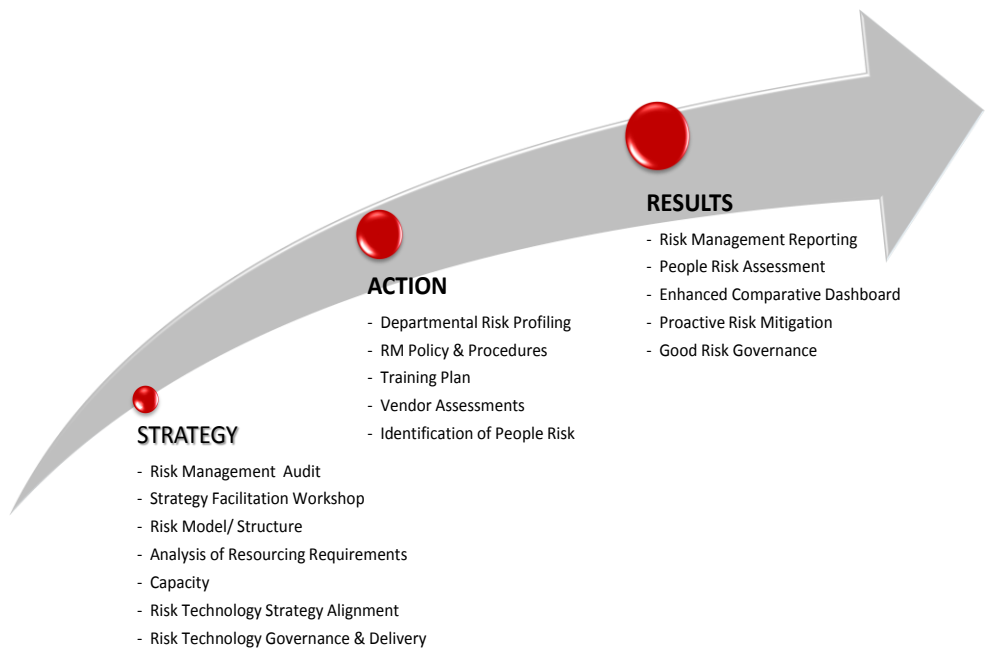 STRATEGY
- Risk Management Audit
- Strategy Facilitation Workshop
- Risk Model/ Structure
- Analysis of Resourcing Requirements
- Capacity
- Risk Technology Strategy Alignment
- Risk Technology Governance & Delivery
ACTION
- Departmental Risk Profiling
- RM Policy & Procedures
- Training Plan
- Vendor Assessments
- Identification of People Risk
RESULTS
- Risk Management Reporting
- People Risk Assessment
- Enhanced Comparative Dashboard
- Proactive Risk Mitigation
- Good Risk Governance